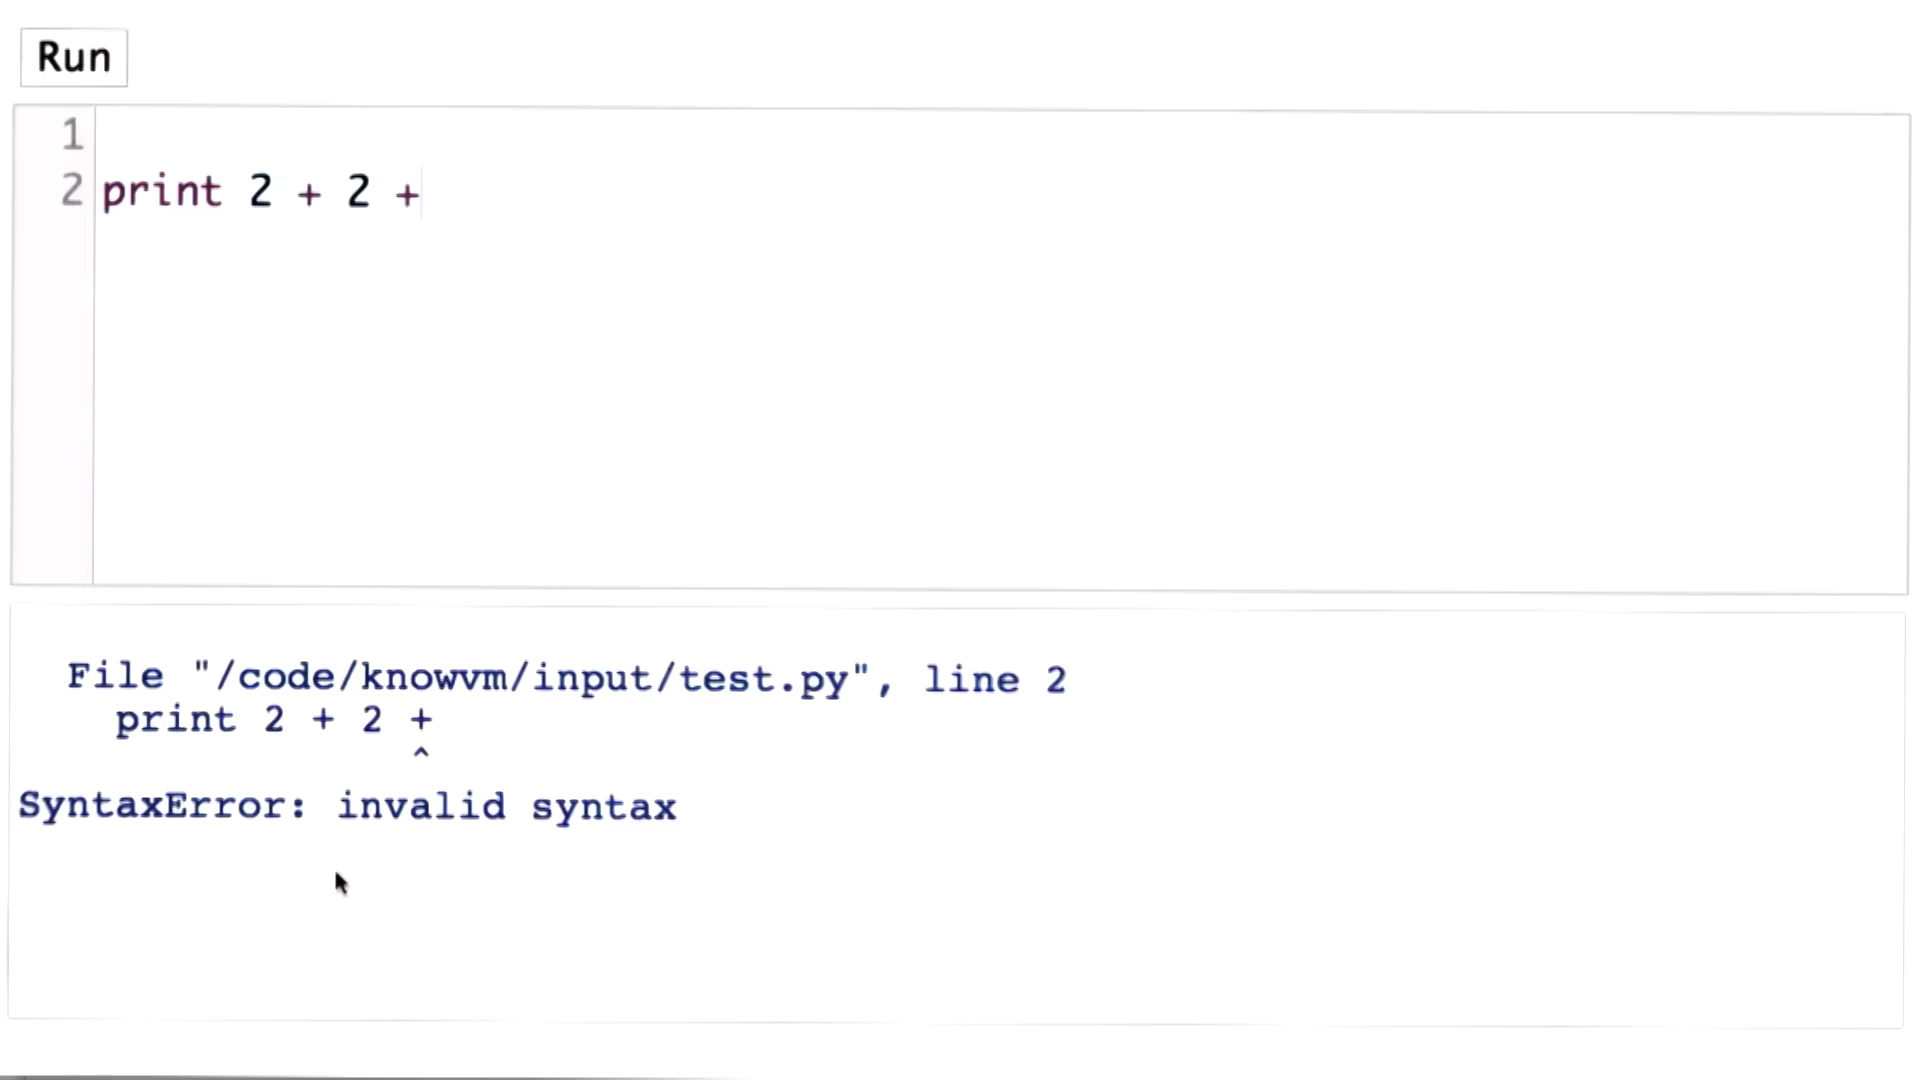 Run
1
2 print 2 + 2 +
File "/code/knowvm/input/test.py", line 2
print 2 + 2 +
^
SyntaxError: invalid syntax